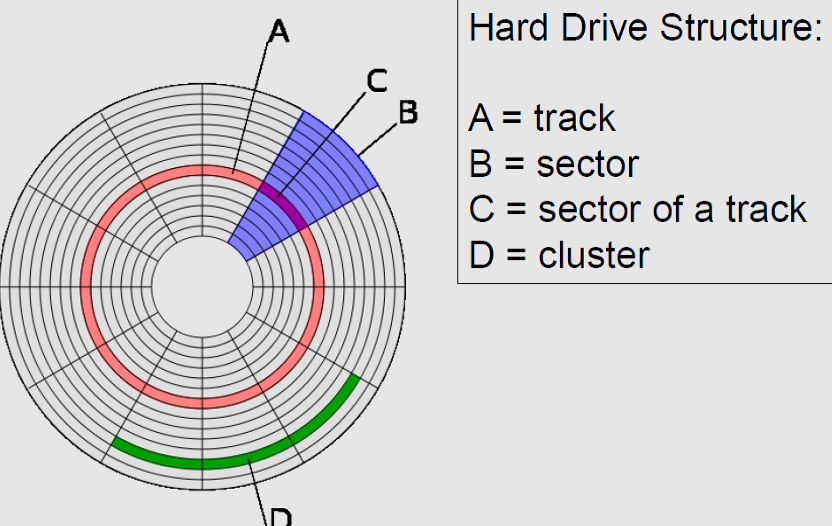 A
C
B
D
Hard Drive Structure:
A = track
B = sector
C = sector of a track
D = cluster